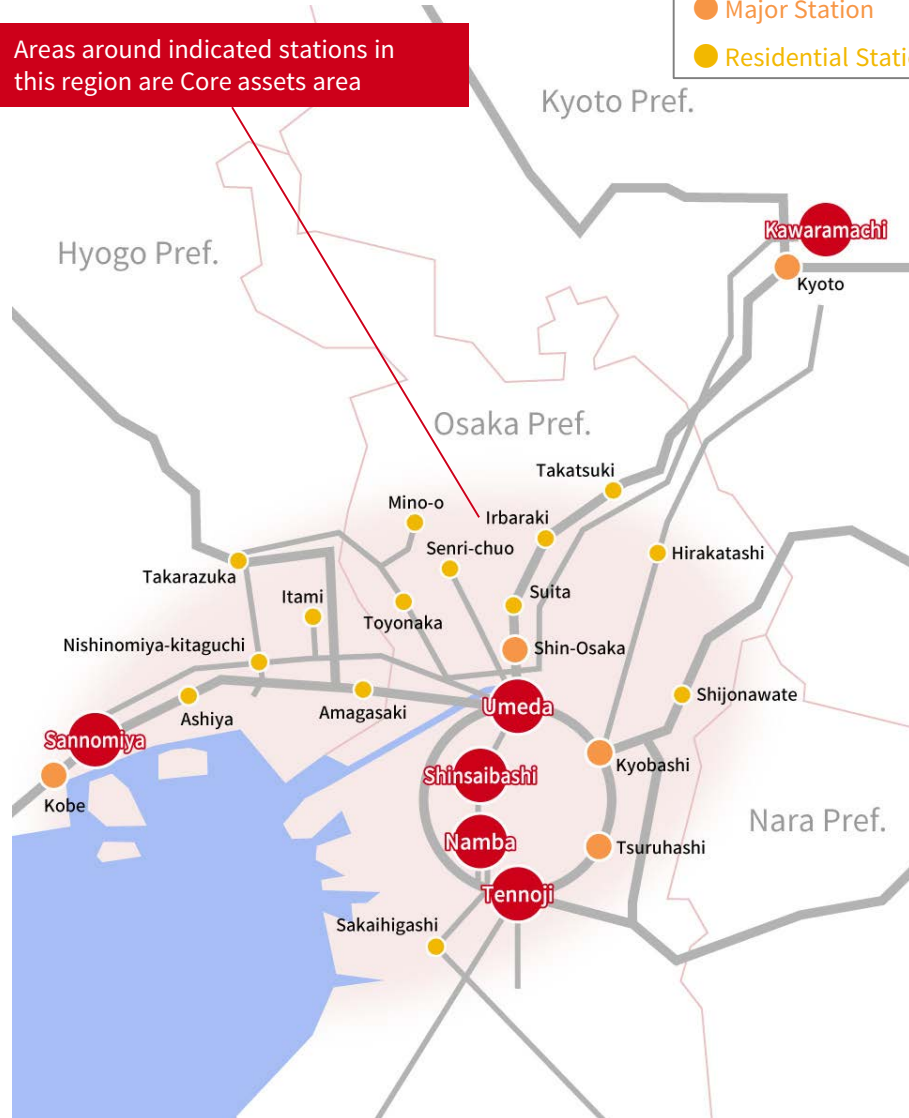 Major Station
Residential Stati
Areas around indicated stations in
this region are Core assets area
Kyoto Pref.
Kawaramachi
Hyogo Pref.
Kyoto
Osaka Pref.
Takatsuki
Mino-o
Irbaraki
Senri-chuo
Hirakatashi
Takarazuka
Itami
Suita
Toyonaka
Nishinomiya-kitaguchi
Shin-Osaka
Shijonawate
Umeda
Ashiya
Amagasaki
Sannomiya
Kyobashi
Shinsaibashi
Kobe
Nara Pref.
Namba
Tsuruhashi
Tennoji
Sakaihigashi